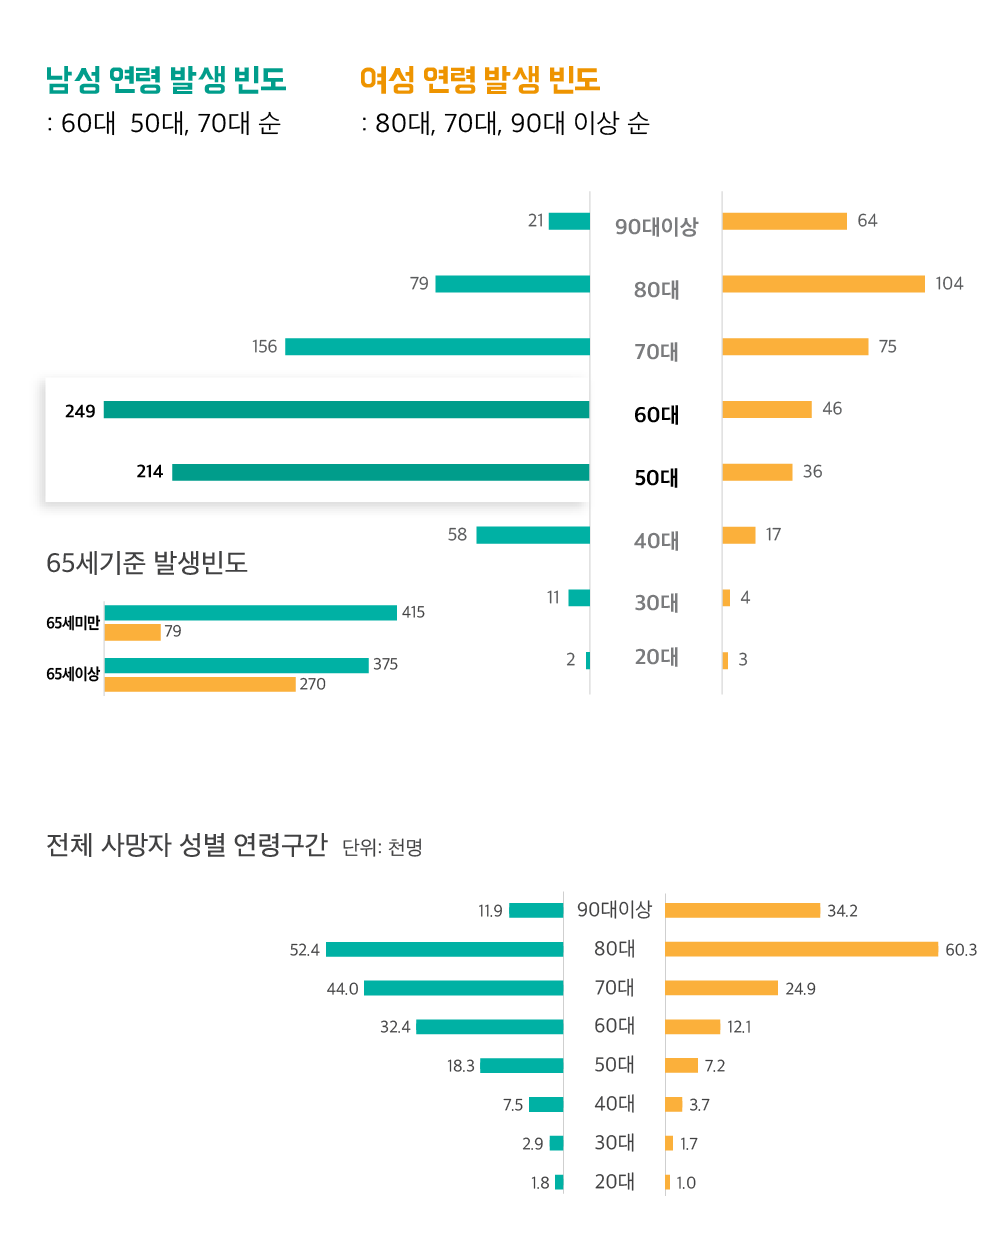 남성 연령 발생 빈도
: 60대 50대, 70대 순
여성 연령 발생 빈도
: 80대, 70대, 90대 이상 순
21 90대이상 64
79 80대 104
156 70대 75
249 60대 46
214 50대 36
58 40대 17
11 30대 4
2 20대 3
65세기준 발생빈도
65세미만 415
79
65세이상 375
270
전체 사망자 성별 연령구간 단위: 천명
11.9 90대이상 34.2
52.4 80대 60.3
44.0 70대 24.9
32.4 60대 12.1
18.3 50대 7.2
7.5 40대 3.7
2.9 30대 1.7
1.8 20대 1.0